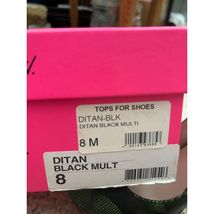 TOPS FOR SHOES
DITAN-BLK
DITAN BLACK MULTI
8 M
DITAN
BLACK MULT
8